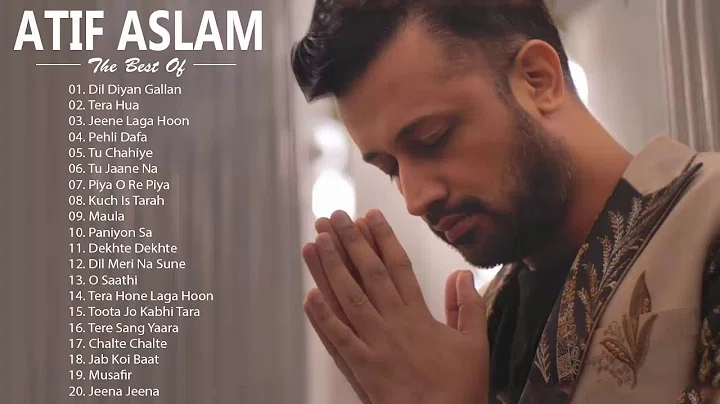 ATIF ASLAM
The Best Of
01. Dil Diyan Gallan
02. Tera Hua
03. Jeene Laga Hoon
04. Pehli Dafa
05. Tu Chahiye
06. Tu Jaane Na
07. Piya O Re Piya
08. Kuch Is Tarah
09. Maula
10. Paniyon Sa
11. Dekhte Dekhte
12. Dil Meri Na Sune
13. O Saathi
14. Tera Hone Laga Hoon
15. Toota Jo Kabhi Tara
16. Tere Sang Yaara
17. Chalte Chalte
18. Jab Koi Baat
19. Musafir
20. Jeena Jeena